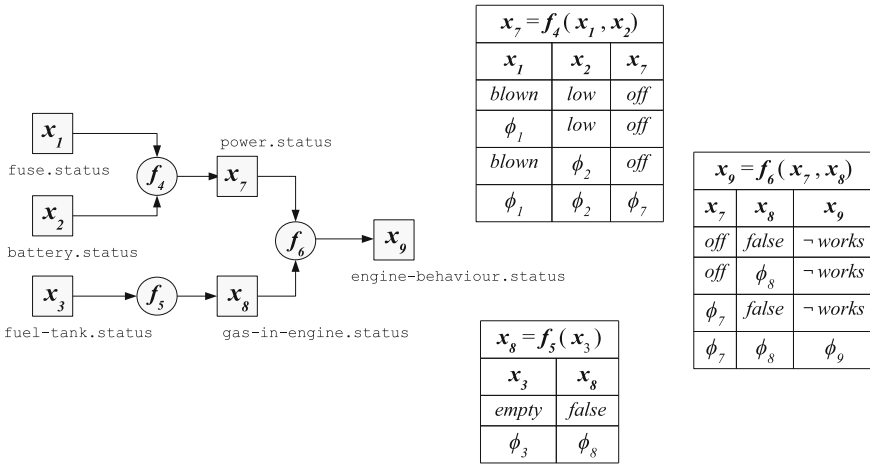 x₁
fuse.status
x₂
battery.status
x₃
fuel-tank.status
f₄
f₅
power.status
x₇
x₈
gas-in-engine.status
f₆
x₉
engine-behaviour.status
x₇ = f₄( x₁ , x₂)
x₁ x₂ x₇
blown low off
ϕ₁ low off
blown ϕ₂ off
ϕ₁ ϕ₂ ϕ₇
x₈ = f₅( x₃)
x₃ x₈
empty false
ϕ₃ ϕ₈
x₉ = f₆( x₇ , x₈)
x₇ x₈ x₉
off false ¬ works
off ϕ₈ ¬ works
ϕ₇ false ¬ works
ϕ₇ ϕ₈ ϕ₉